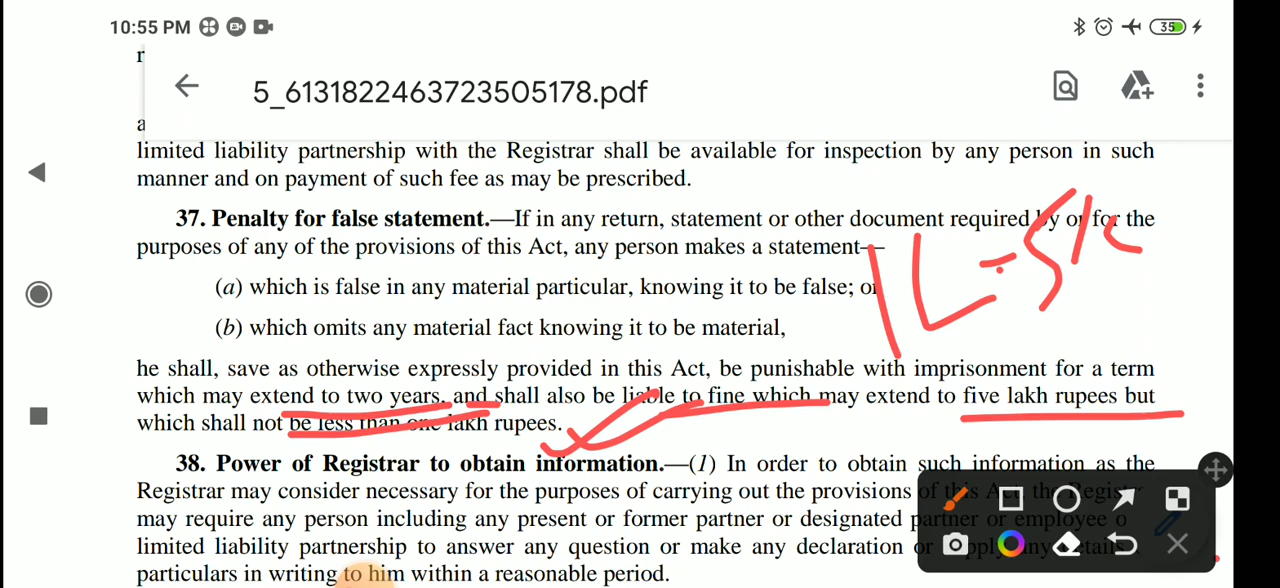 10:55 PM
35
r
5_6131822463723505178.pdf
a
limited liability partnership with the Registrar shall be available for inspection by any person in such
manner and on payment of such fee as may be prescribed.
37. Penalty for false statement.—If in any return, statement or other document required by or for the
purposes of any of the provisions of this Act, any person makes a statement—
(a) which is false in any material particular, knowing it to be false; or
(b) which omits any material fact knowing it to be material,
1L-5L
he shall, save as otherwise expressly provided in this Act, be punishable with imprisonment for a term
which may extend to two years, and shall also be liable to fine which may extend to five lakh rupees but
which shall not be less than one lakh rupees.
38. Power of Registrar to obtain information.—(1) In order to obtain such information as the
Registrar may consider necessary for the purposes of carrying out the provisions of this Act, the Regis
may require any person including any present or former partner or designated partner or employee o
limited liability partnership to answer any question or make any declaration or supply any details
particulars in writing to him within a reasonable period.